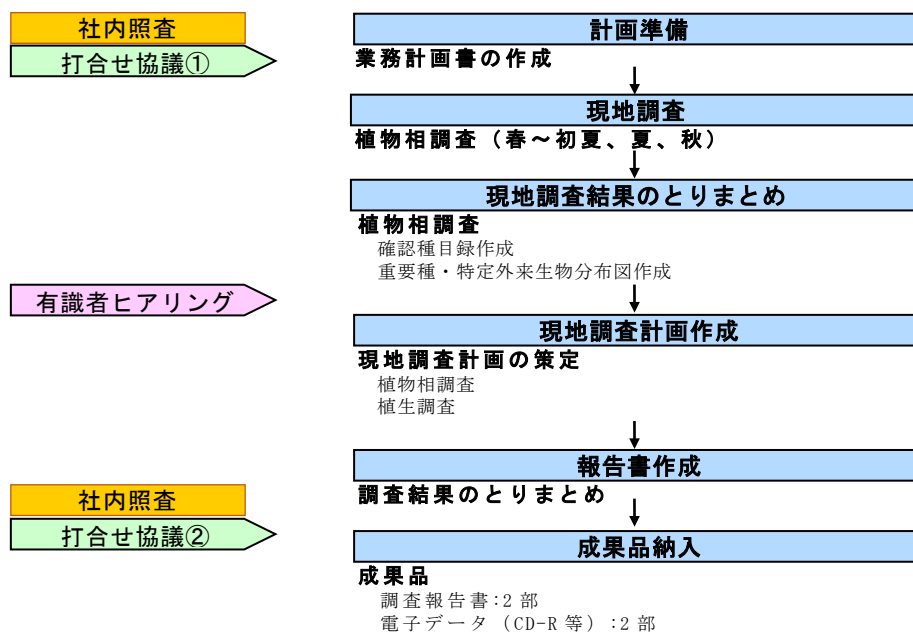 社内照査
打合せ協議①
計画準備
業務計画書の作成
現地調査
植物相調査（春～初夏、夏、秋）
現地調査結果のとりまとめ
植物相調査
確認種目録作成
重要種・特定外来生物分布図作成
有識者ヒアリング
現地調査計画作成
現地調査計画の策定
植物相調査
植生調査
報告書作成
調査結果のとりまとめ
社内照査
打合せ協議②
成果品納入
成果品
調査報告書：2部
電子データ（CD-R等）：2部